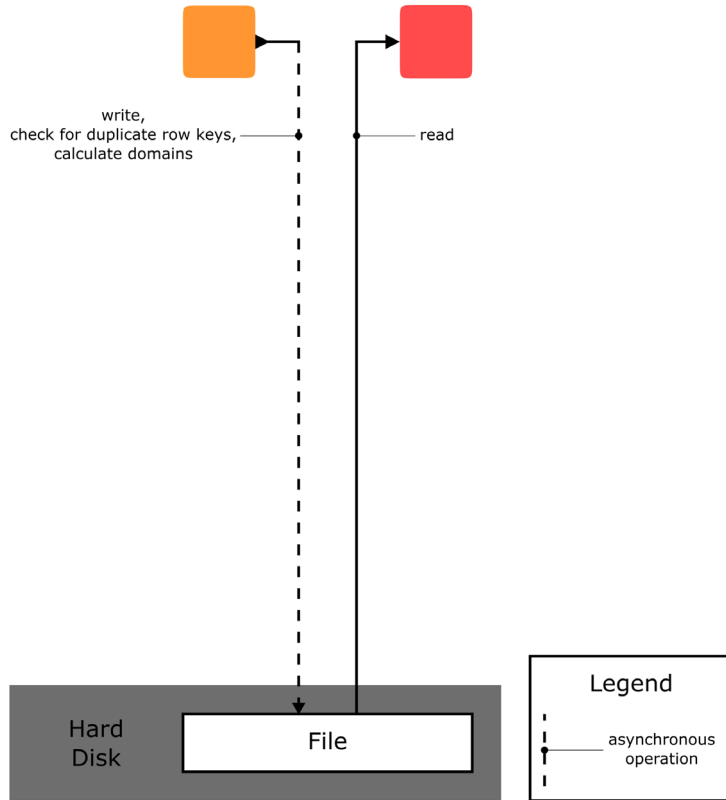 write,
check for duplicate row keys,
calculate domains
read
Hard
Disk
File
Legend
asynchronous
operation